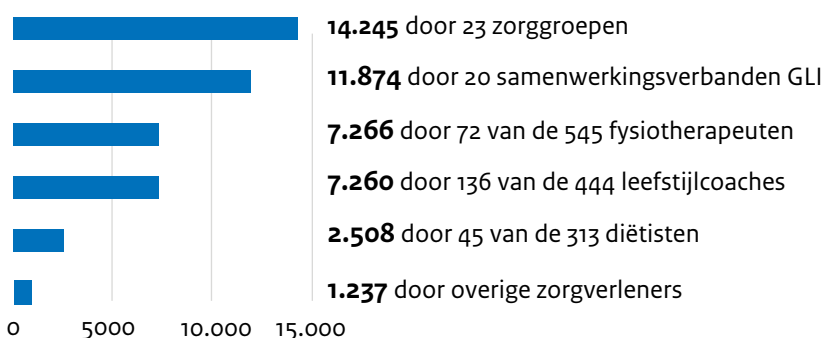 14.245 door 23 zorggroepen
11.874 door 20 samenwerkingsverbanden GLI
7.266 door 72 van de 545 fysiotherapeuten
7.260 door 136 van de 444 leefstijlcoaches
2.508 door 45 van de 313 diëtisten
1.237 door overige zorgverleners
0 5000 10.000 15.000